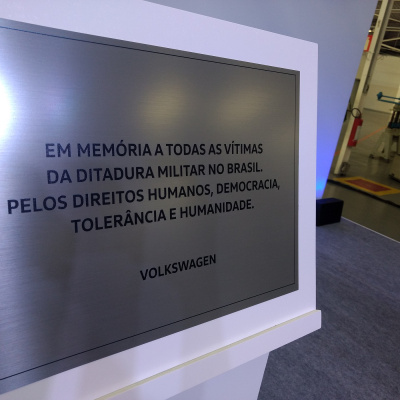 EM MEMÓRIA A TODAS AS VÍTIMAS
DA DITADURA MILITAR NO BRASIL.
PELOS DIREITOS HUMANOS, DEMOCRACIA,
TOLERÂNCIA E HUMANIDADE.
VOLKSWAGEN